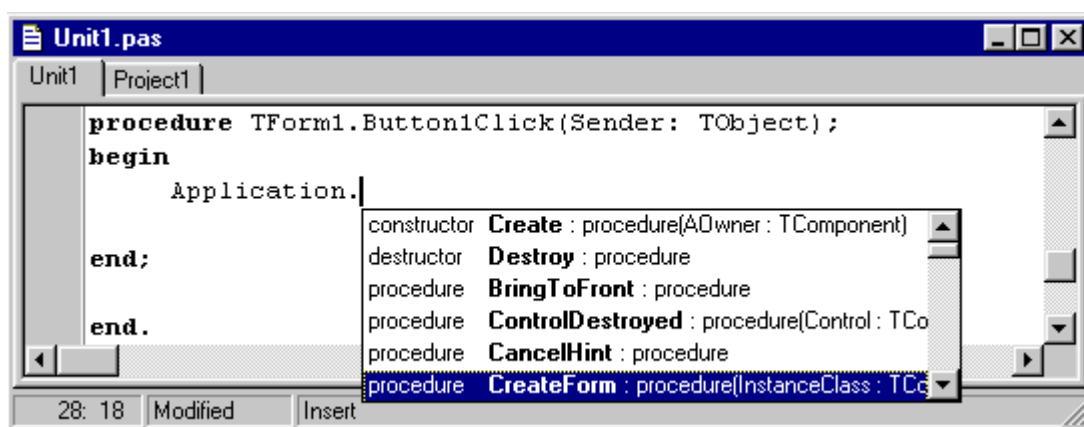 Unit1.pas
Unit1 Project1
procedure TForm1.Button1Click(Sender: TObject);
begin
Application.
constructor Create : procedure(AOwner : TComponent)
end; destructor Destroy : procedure
procedure BringToFront : procedure
end. procedure ControlDestroyed : procedure(Control : TCo
procedure CancelHint : procedure
procedure CreateForm : procedure(InstanceClass : TCo
28: 18 Modified Insert